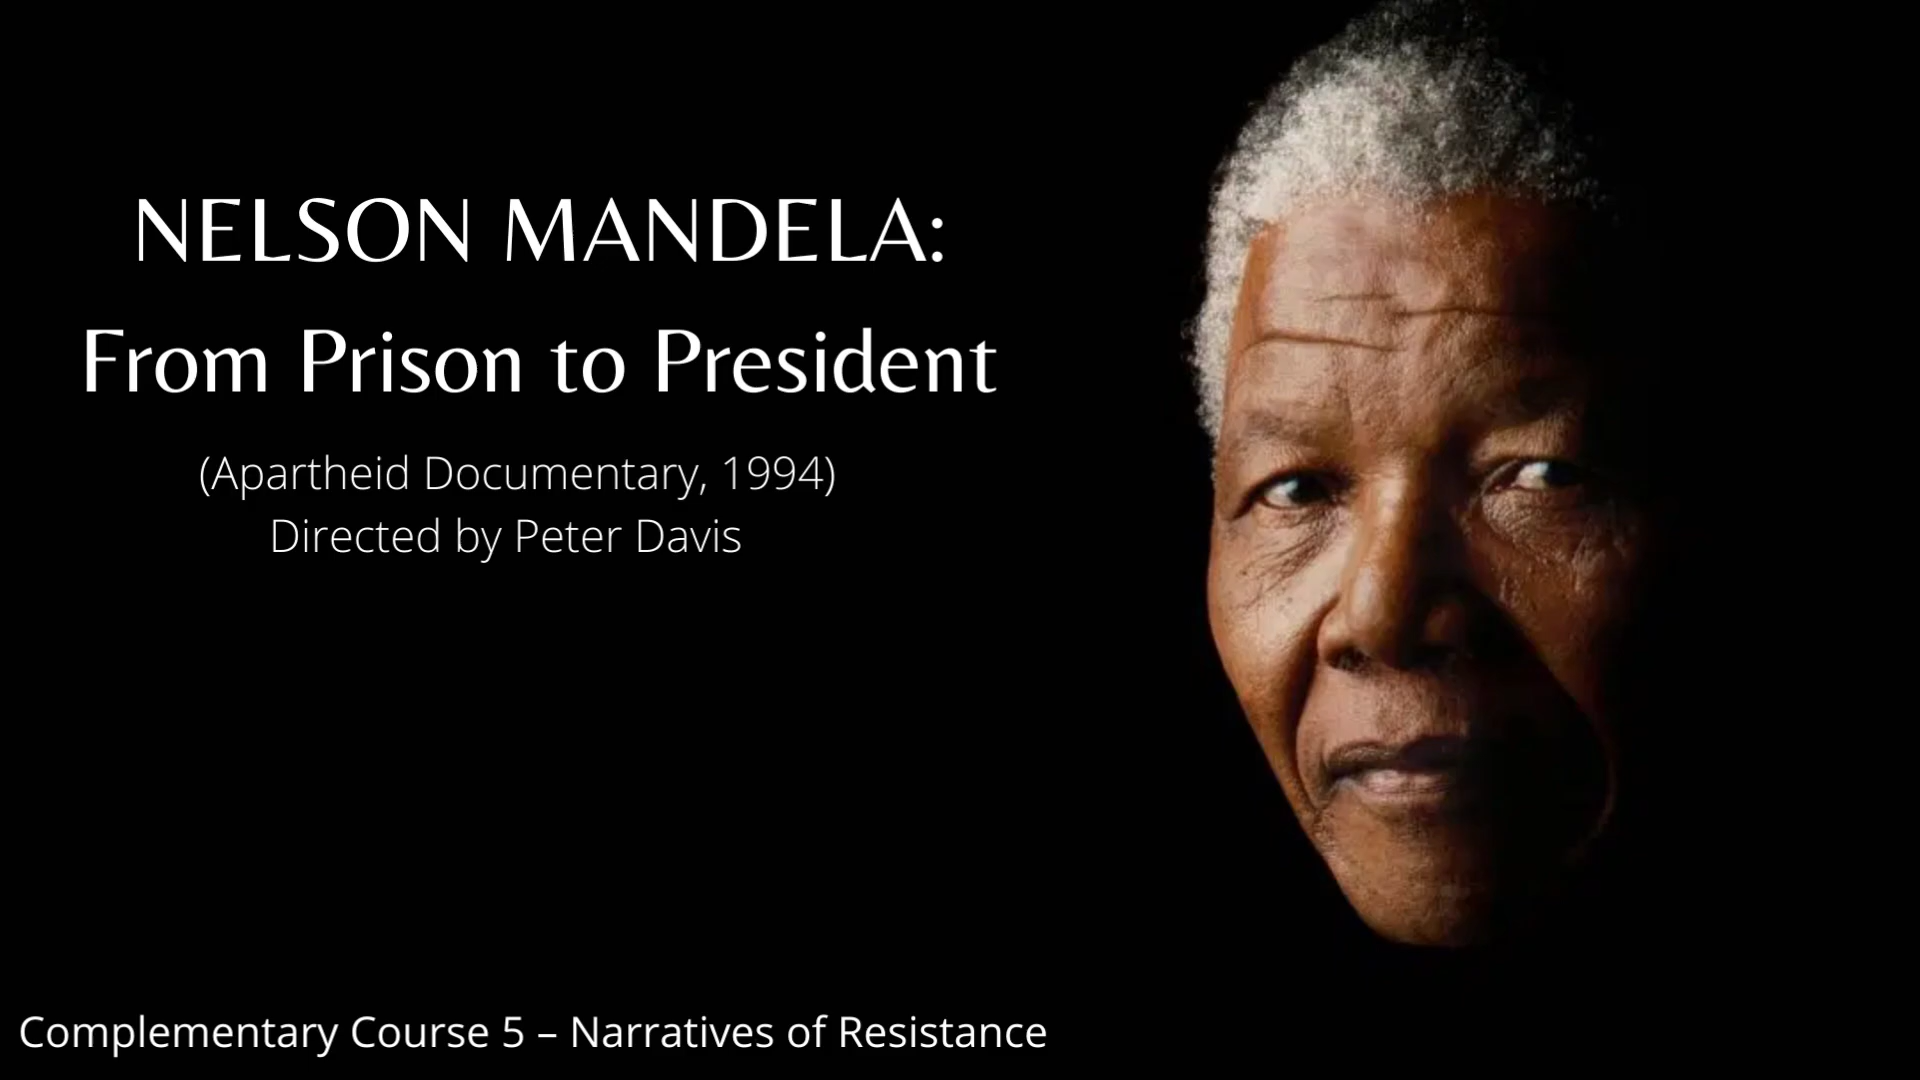 NELSON MANDELA:
From Prison to President
(Apartheid Documentary, 1994)
Directed by Peter Davis
Complementary Course 5 – Narratives of Resistance